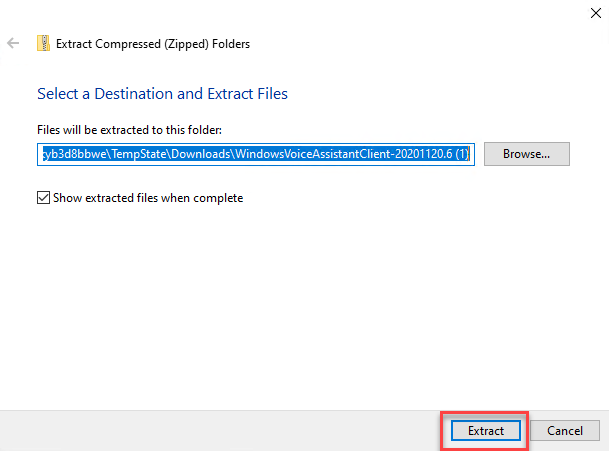 Extract Compressed (Zipped) Folders
Select a Destination and Extract Files
Files will be extracted to this folder:
yb3d8bbwe\TempState\Downloads\WindowsVoiceAssistantClient-20201120.6 (1)
Browse...
Show extracted files when complete
Extract
Cancel